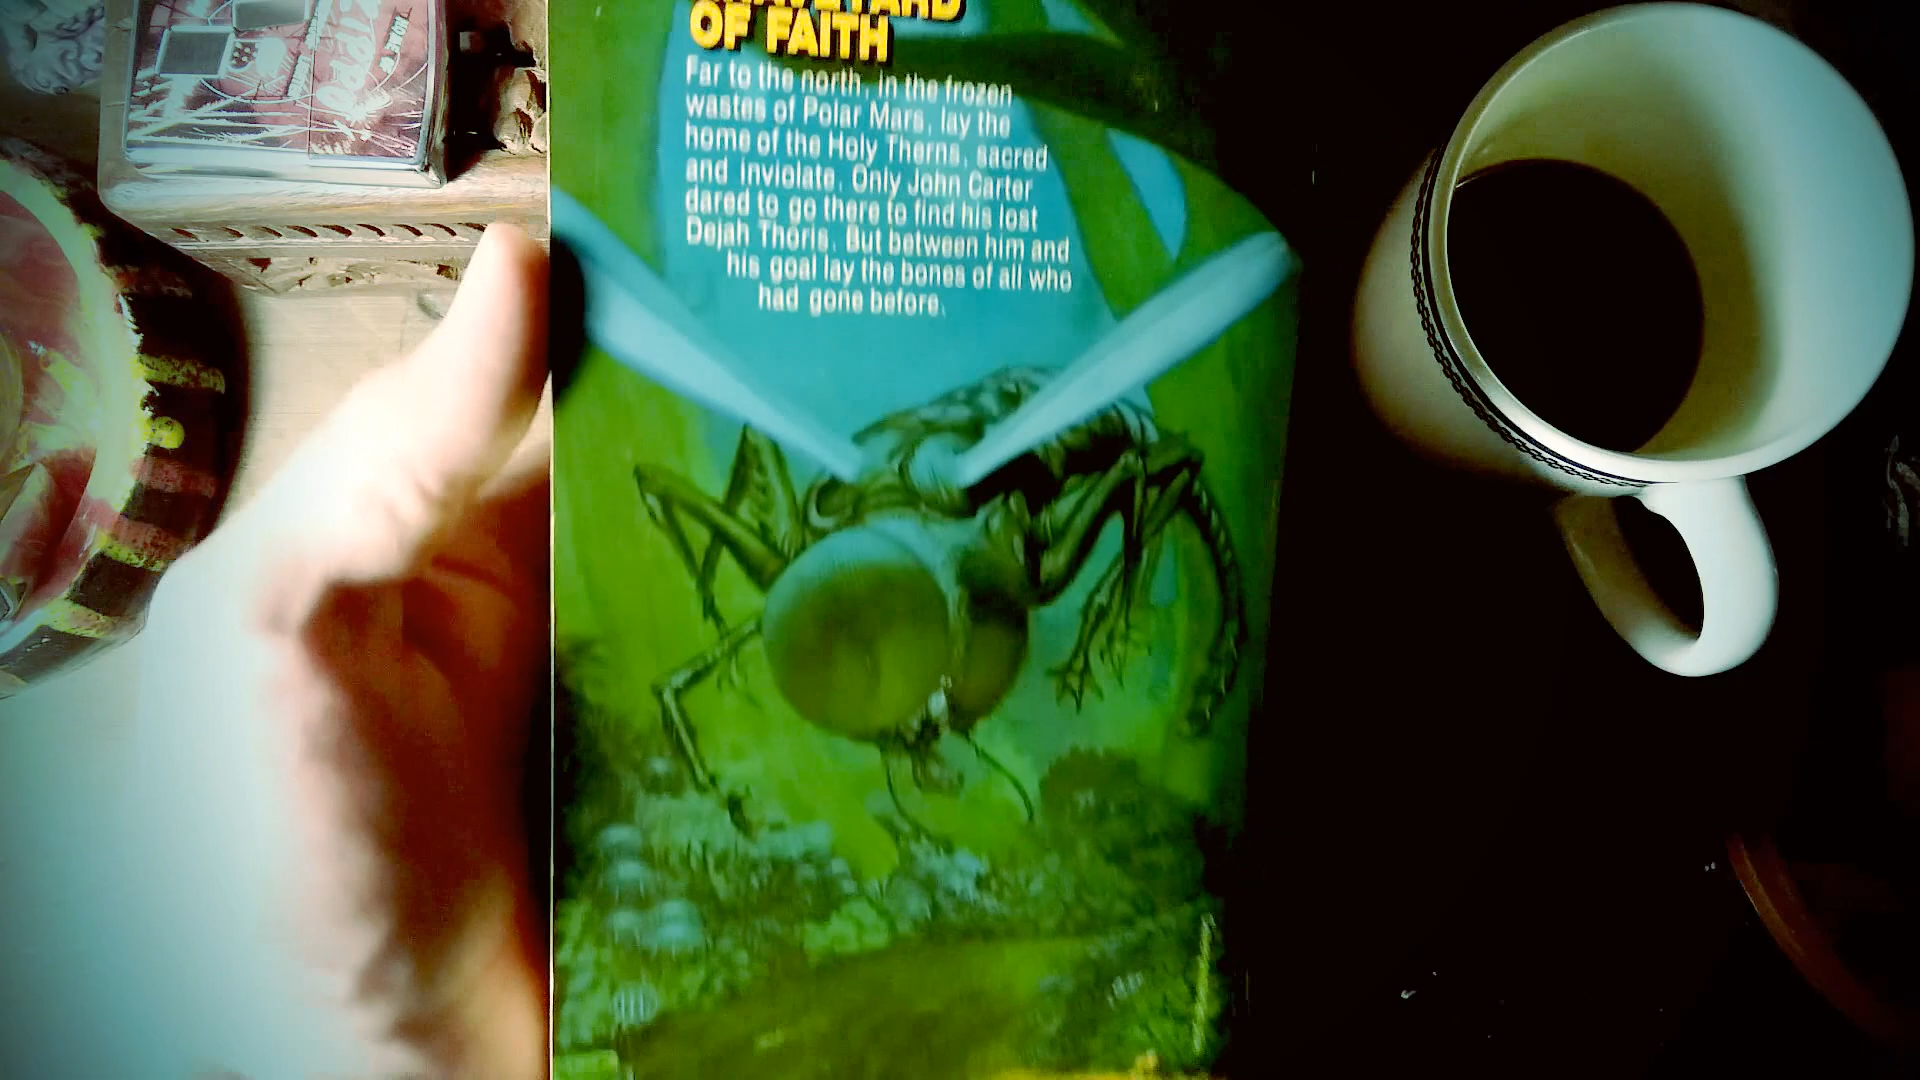 OF FAITH
Far to the north, in the frozen
wastes of Polar Mars, lay the
home of the Holy Therns, sacred
and inviolate. Only John Carter
dared to go there to find his lost
Dejah Thoris. But between him and
his goal lay the bones of all who
had gone before.